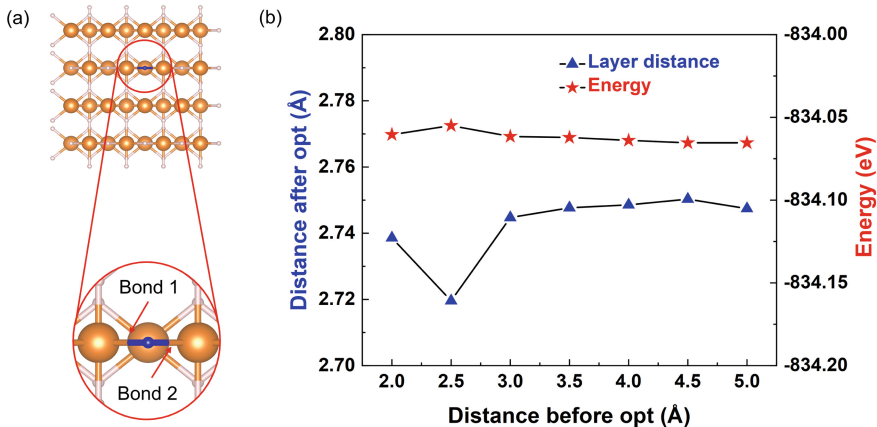 (a)
Bond 1
Bond 2
(b)
Layer distance
Energy
2.80
2.78
2.76
2.74
2.72
2.70
Distance after opt (Å)
-834.00
-834.05
-834.10
-834.15
-834.20
Energy (eV)
2.0 2.5 3.0 3.5 4.0 4.5 5.0
Distance before opt (Å)